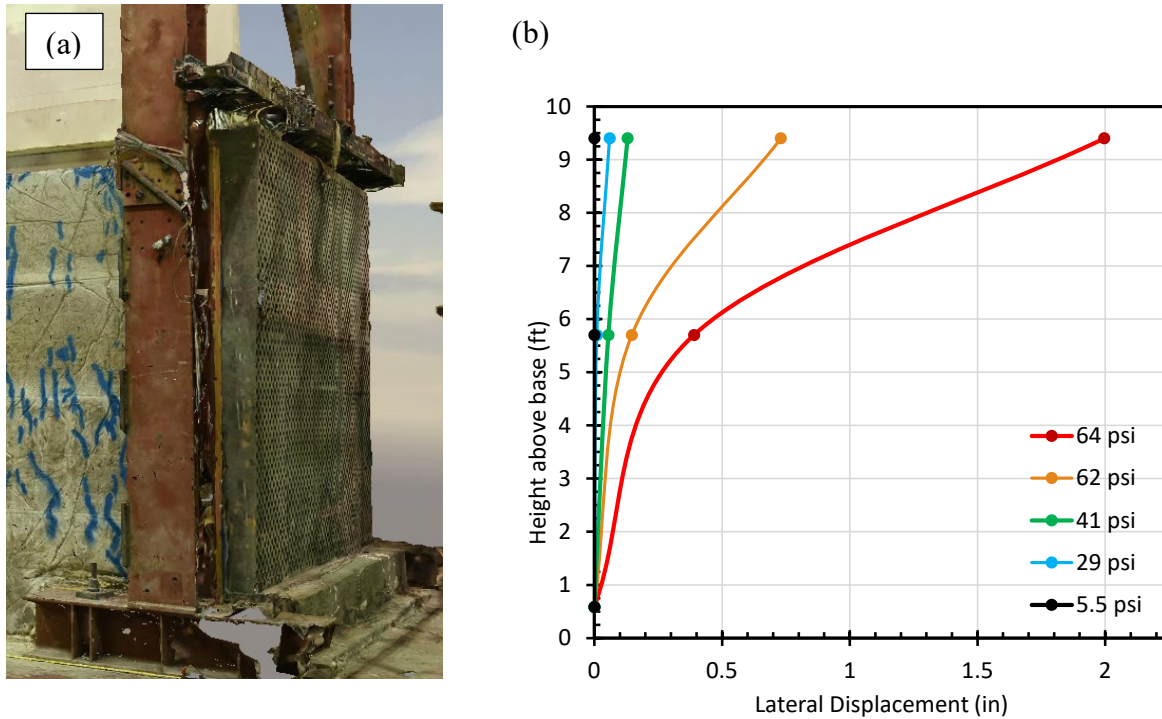 (a)
(b)
10
9
8
7
6
5
4
3
2
1
0
Height above base (ft)
64 psi
62 psi
41 psi
29 psi
5.5 psi
0
0.5
1
1.5
2
Lateral Displacement (in)